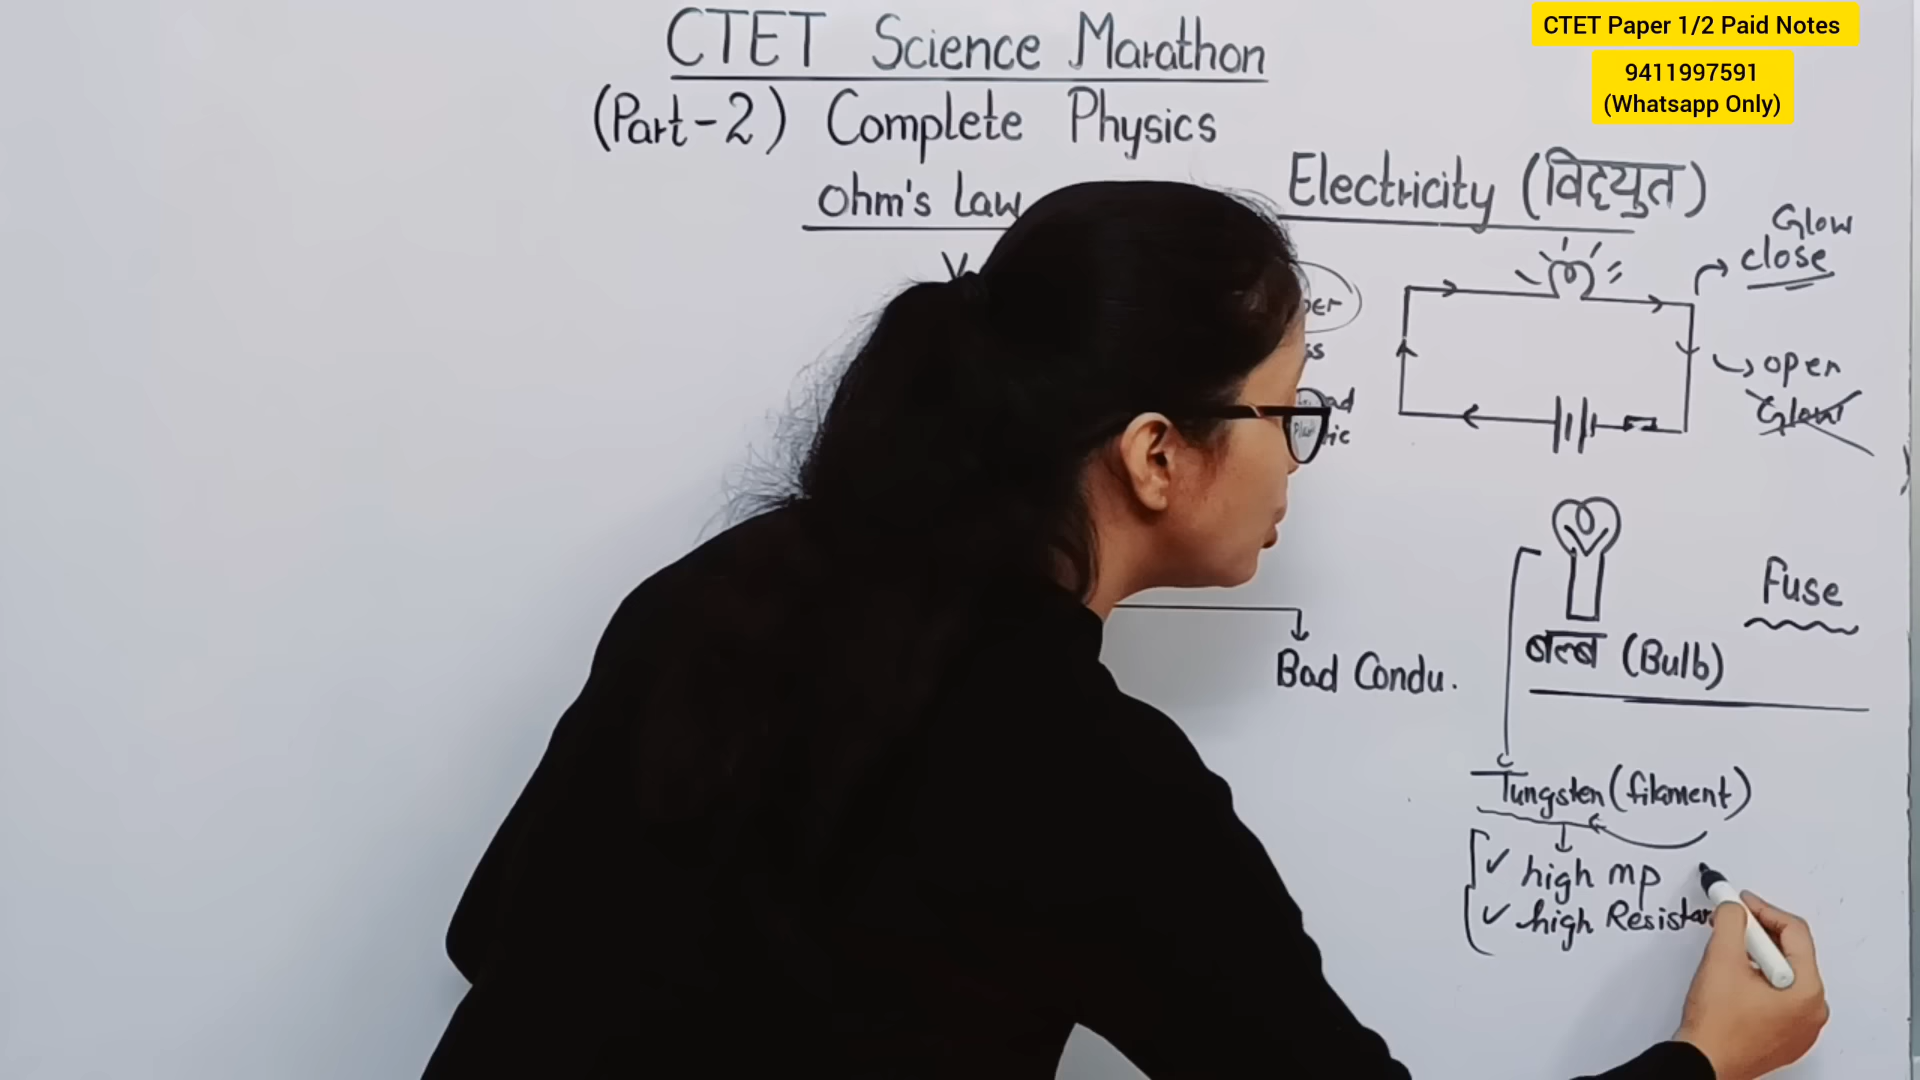 CTET Science Marathon
(Part-2) Complete Physics
CTET Paper 1/2 Paid Notes
9411997591
(Whatsapp Only)
Ohm's Law
Electricity (विद्युत)
V
Glow
close
open
Glow
Fuse
बल्ब (Bulb)
Bad Condu.
Tungsten (filament)
✓ high mp
✓ high Resistan